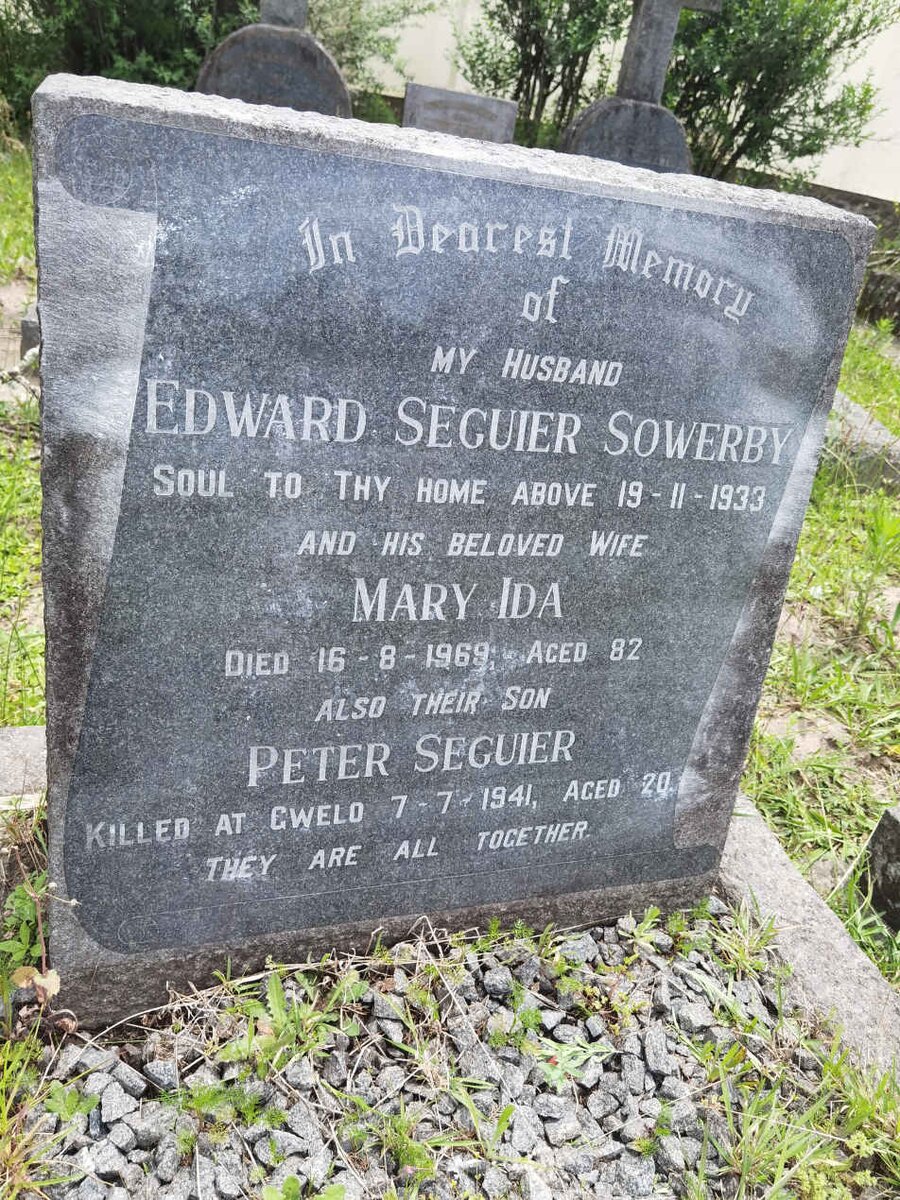 In Dearest Memory
of
MY HUSBAND
EDWARD SEGUIER SOWERBY
SOUL TO THY HOME ABOVE 19-11-1933
AND HIS BELOVED WIFE
MARY IDA
DIED 16-8-1969, AGED 82
ALSO THEIR SON
PETER SEGUIER
KILLED AT GWELO 7-7-1941, AGED 20.
THEY ARE ALL TOGETHER.